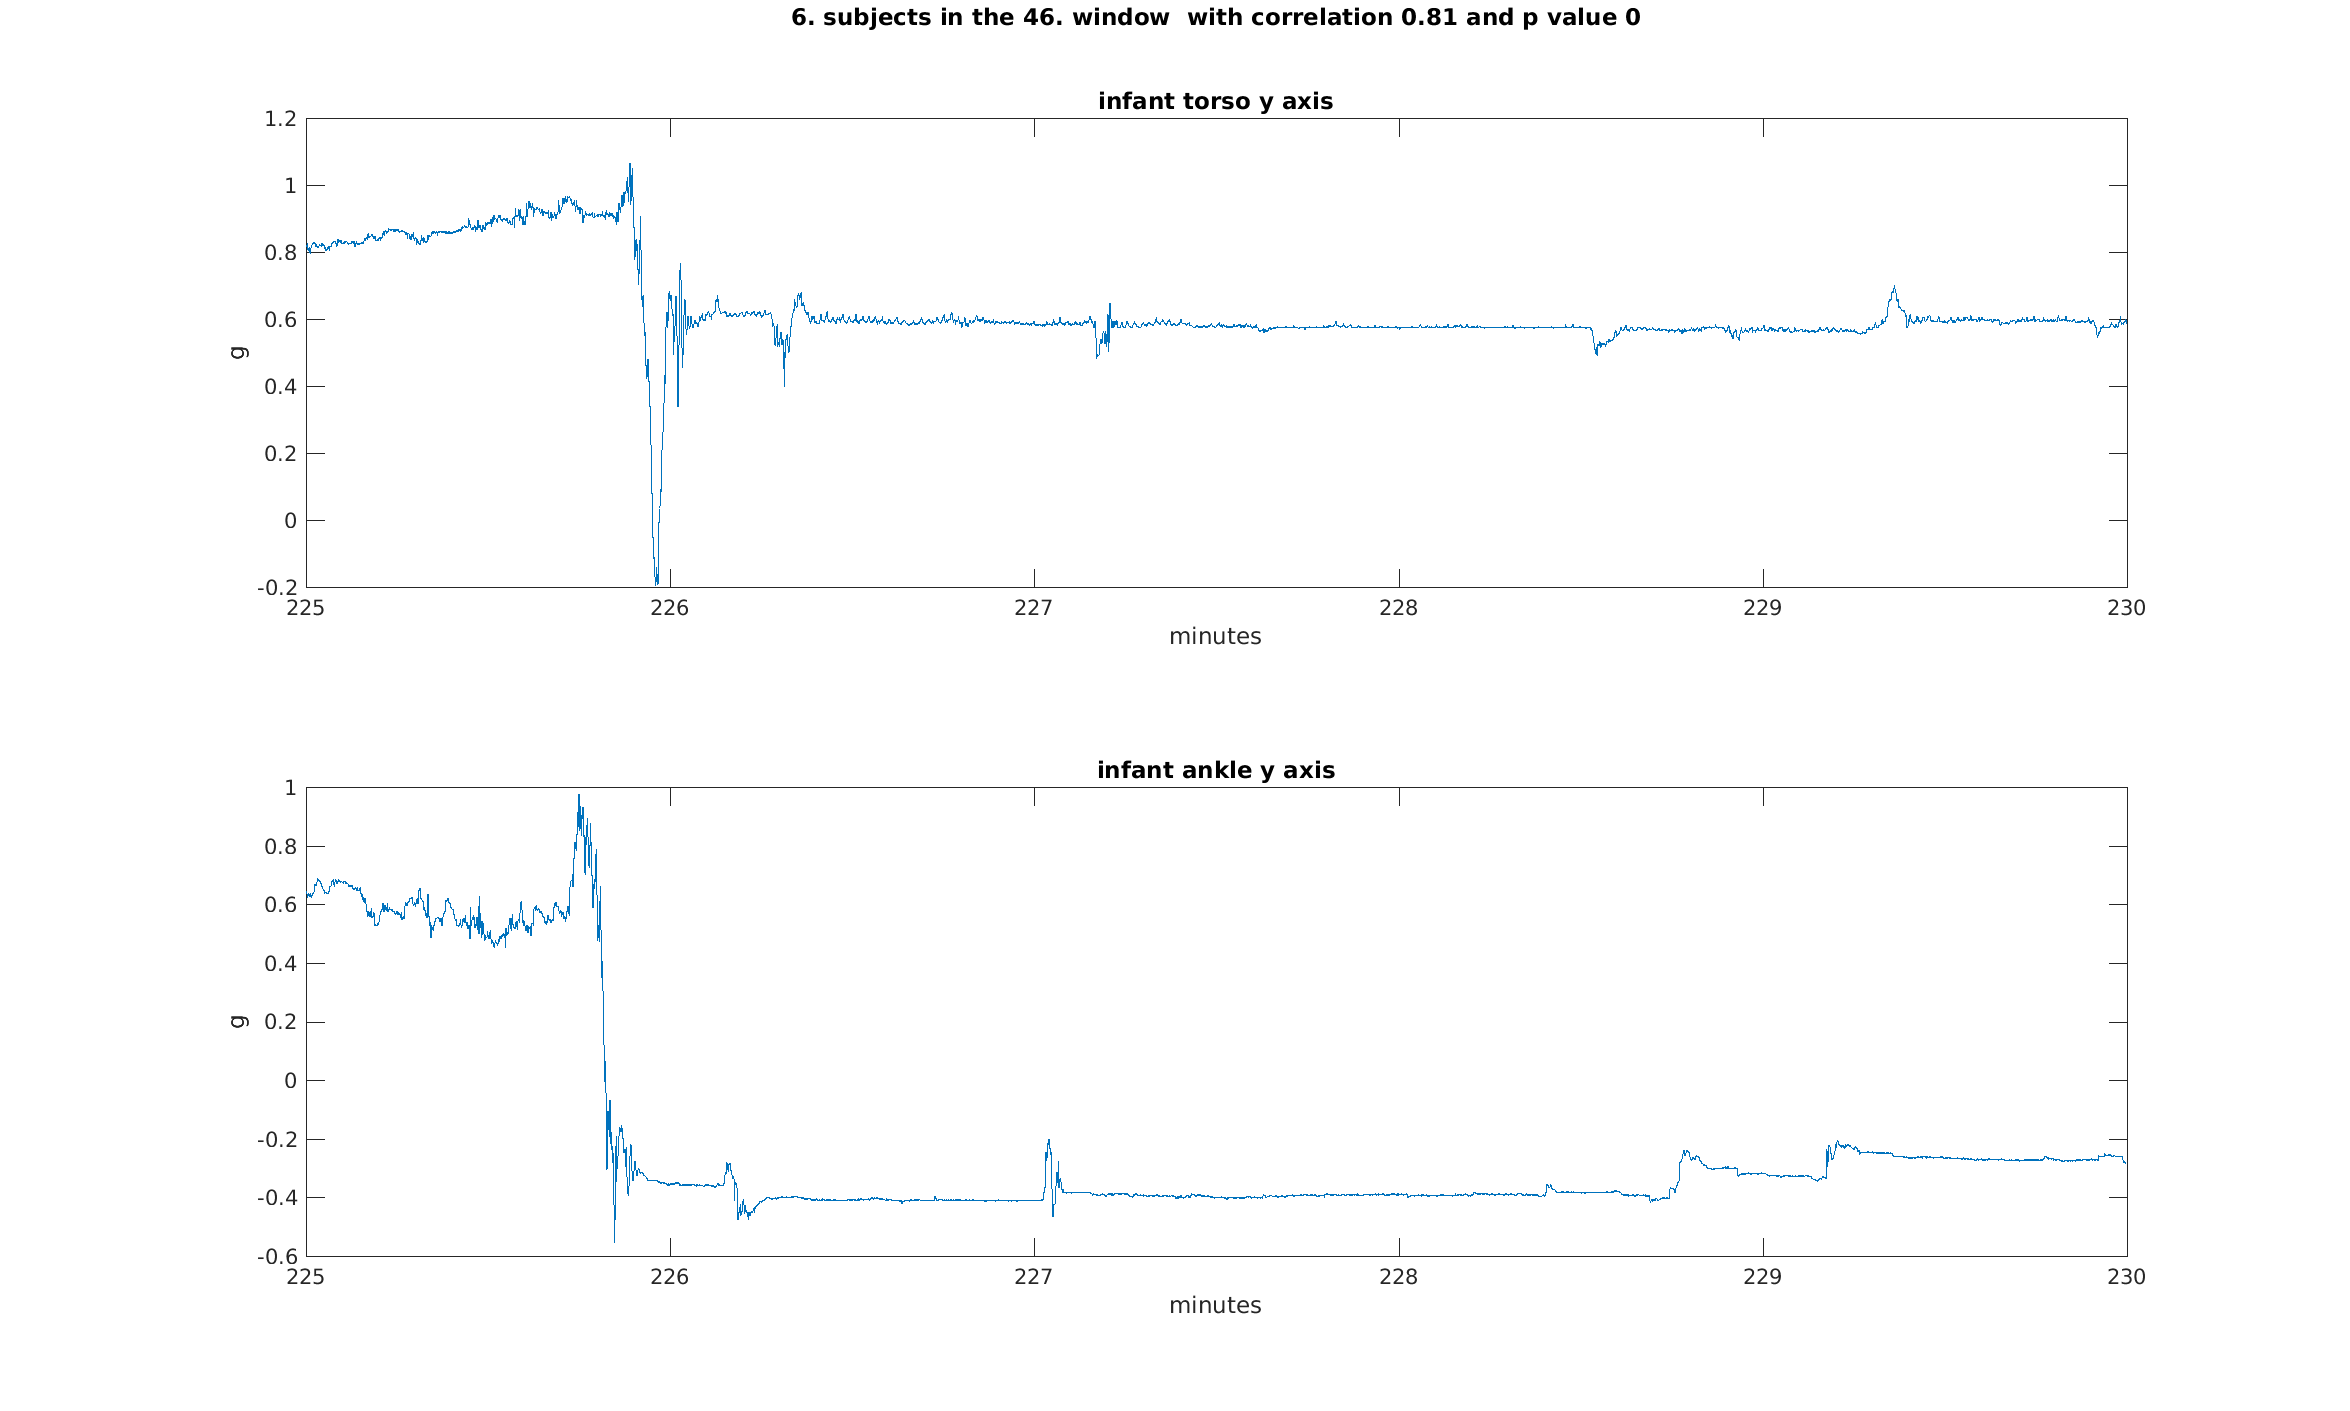 6. subjects in the 46. window  with correlation 0.81 and p value 0
infant torso y axis
1.2
1
0.8
0.6
0.4
0.2
0
-0.2
g
225 226 227 228 229 230
minutes
infant ankle y axis
1
0.8
0.6
0.4
0.2
0
-0.2
-0.4
-0.6
g
225 226 227 228 229 230
minutes